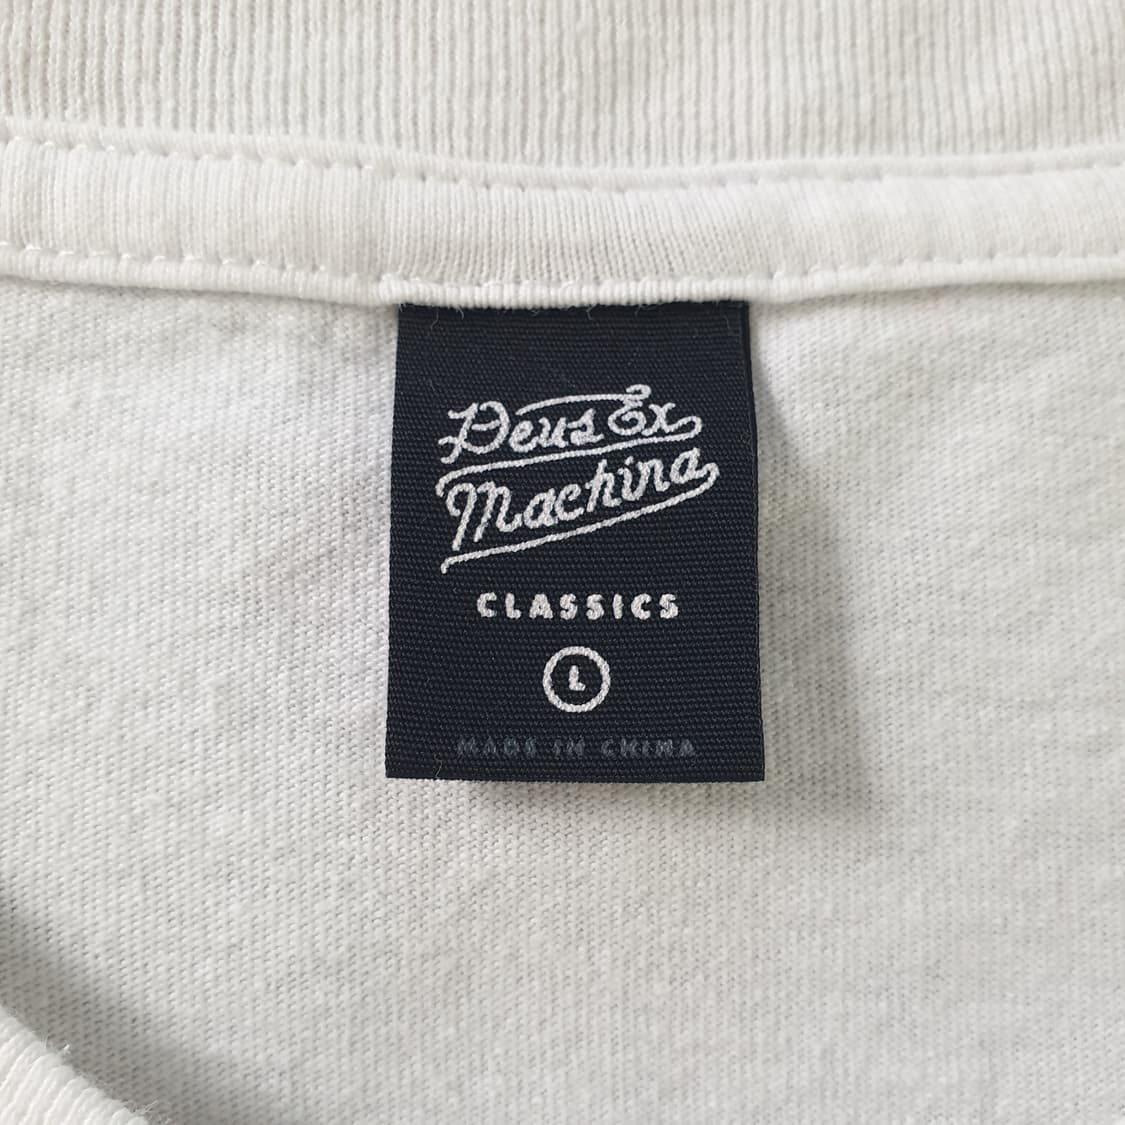 Deus Ex
Machina
CLASSICS
L
MADE IN CHINA